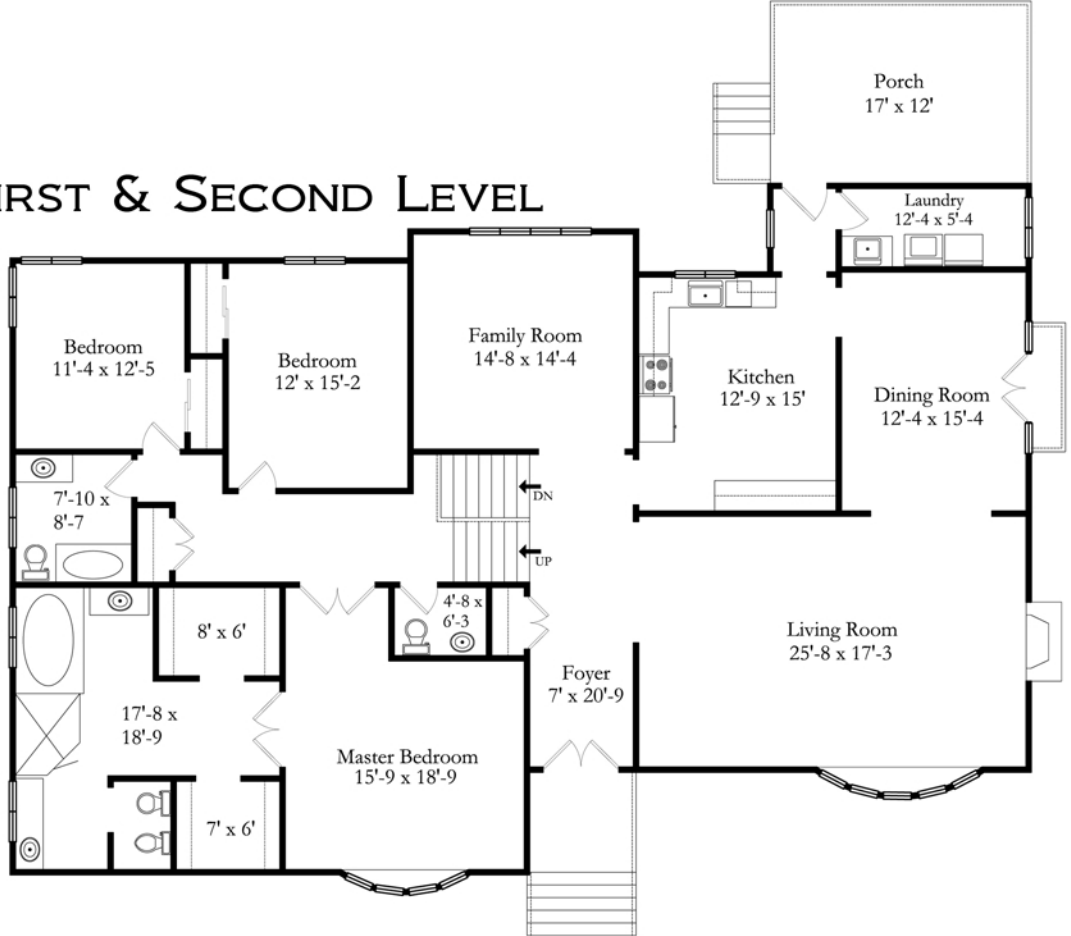 Porch
17' x 12'
IRST & SECOND LEVEL
Laundry
12'-4 x 5'-4
Bedroom
11'-4 x 12'-5
Bedroom
12' x 15'-2
Family Room
14'-8 x 14'-4
Kitchen
12'-9 x 15'
Dining Room
12'-4 x 15'-4
7'-10 x
8'-7
DN
UP
4'-8 x
6'-3
8' x 6'
Living Room
25'-8 x 17'-3
Foyer
7' x 20'-9
17'-8 x
18'-9
Master Bedroom
15'-9 x 18'-9
7' x 6'